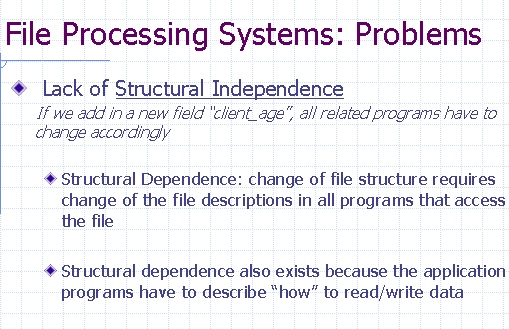 File Processing Systems: Problems
Lack of Structural Independence
If we add in a new field "client_age", all related programs have to
change accordingly
Structural Dependence: change of file structure requires
change of the file descriptions in all programs that access
the file
Structural dependence also exists because the application
programs have to describe "how" to read/write data